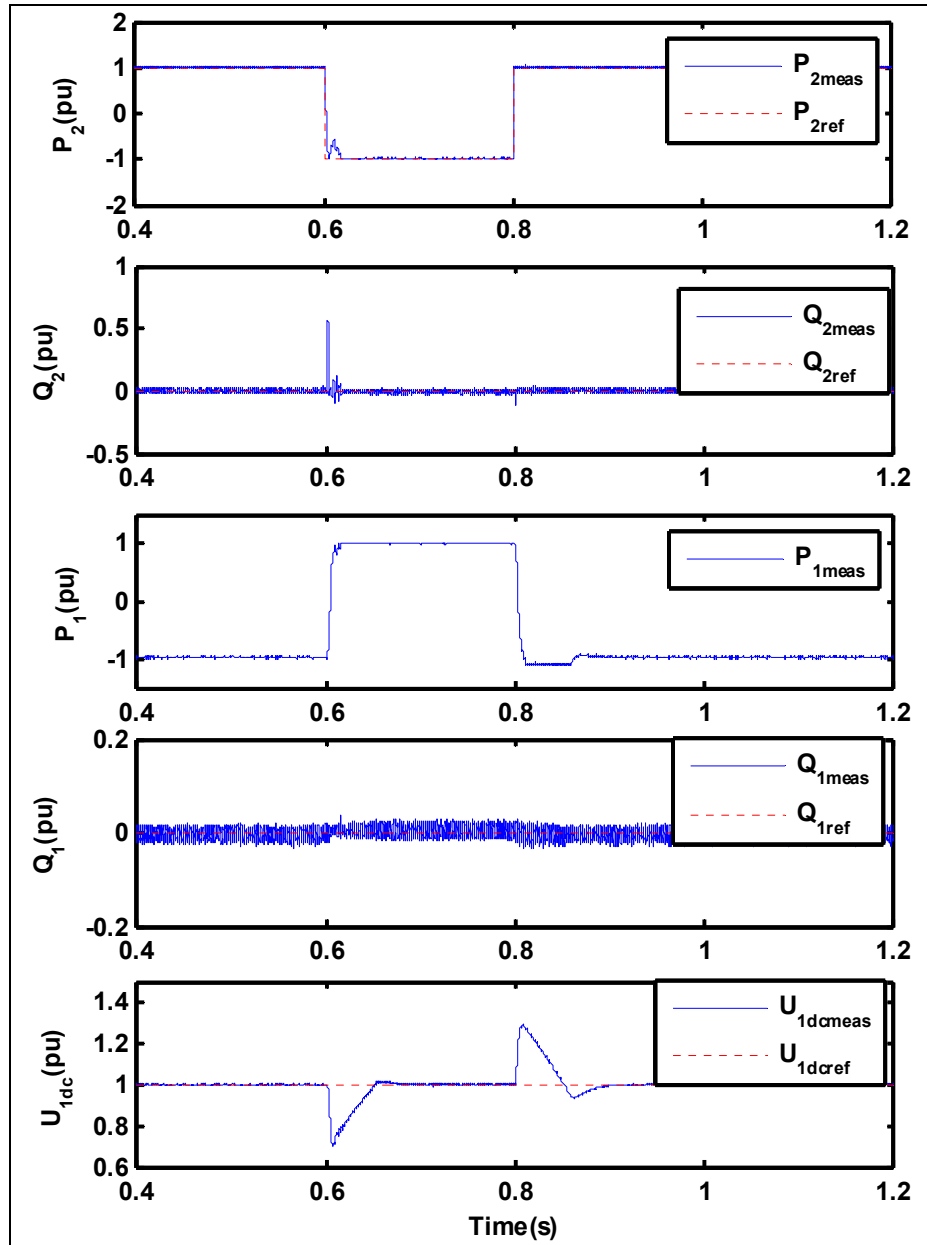 2
1
0
-1
-2
P2(pu)
P2meas
P2ref
0.4 0.6 0.8 1 1.2
1
0.5
0
-0.5
Q2(pu)
Q2meas
Q2ref
0.4 0.6 0.8 1 1.2
1
0
-1
P1(pu)
P1meas
0.4 0.6 0.8 1 1.2
0.2
0
-0.2
Q1(pu)
Q1meas
Q1ref
0.4 0.6 0.8 1 1.2
1.4
1.2
1
0.8
0.6
U1dc(pu)
U1dcmeas
U1dcref
0.4 0.6 0.8 1 1.2
Time(s)